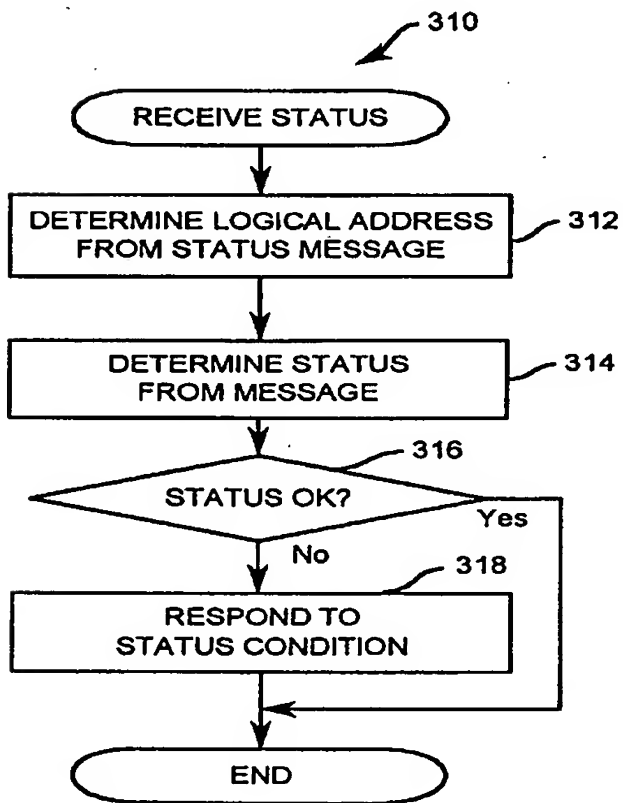 310
RECEIVE STATUS
DETERMINE LOGICAL ADDRESS
FROM STATUS MESSAGE
312
DETERMINE STATUS
FROM MESSAGE
314
316
STATUS OK?
Yes
No
318
RESPOND TO
STATUS CONDITION
END